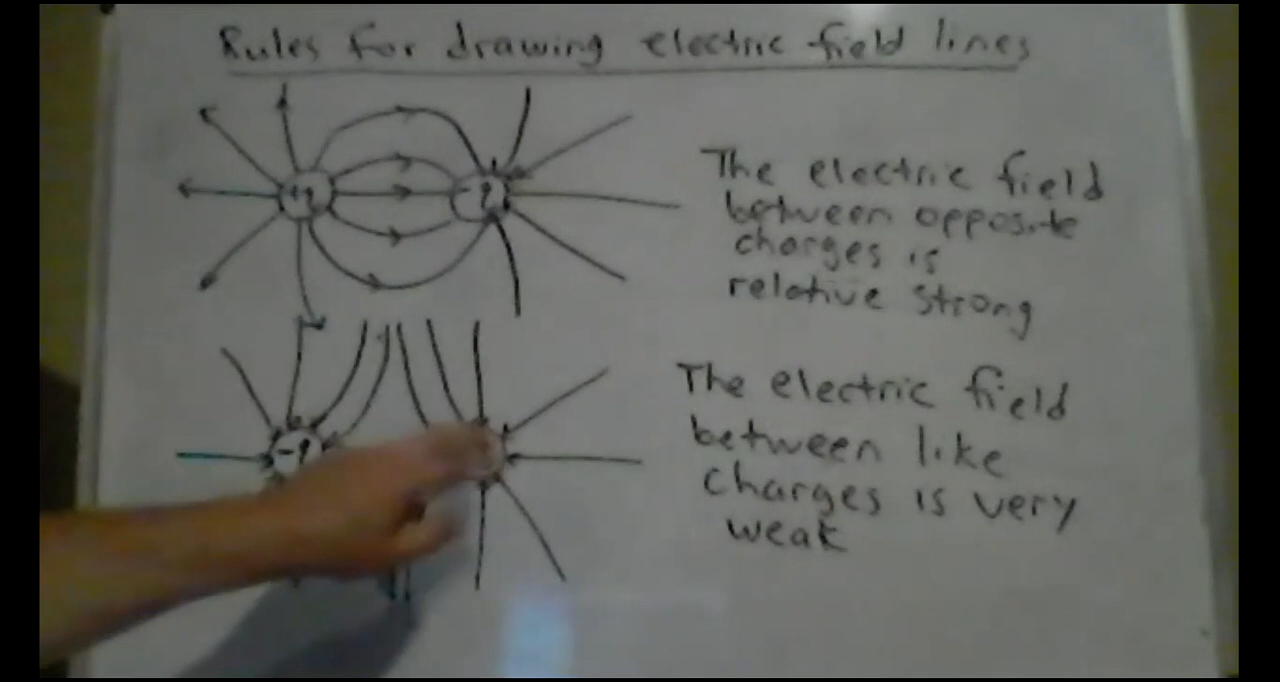 Rules for drawing electric field lines
+q
-q
The electric field
between opposite
charges is
relative strong
-q
The electric field
between like
charges is very
weak